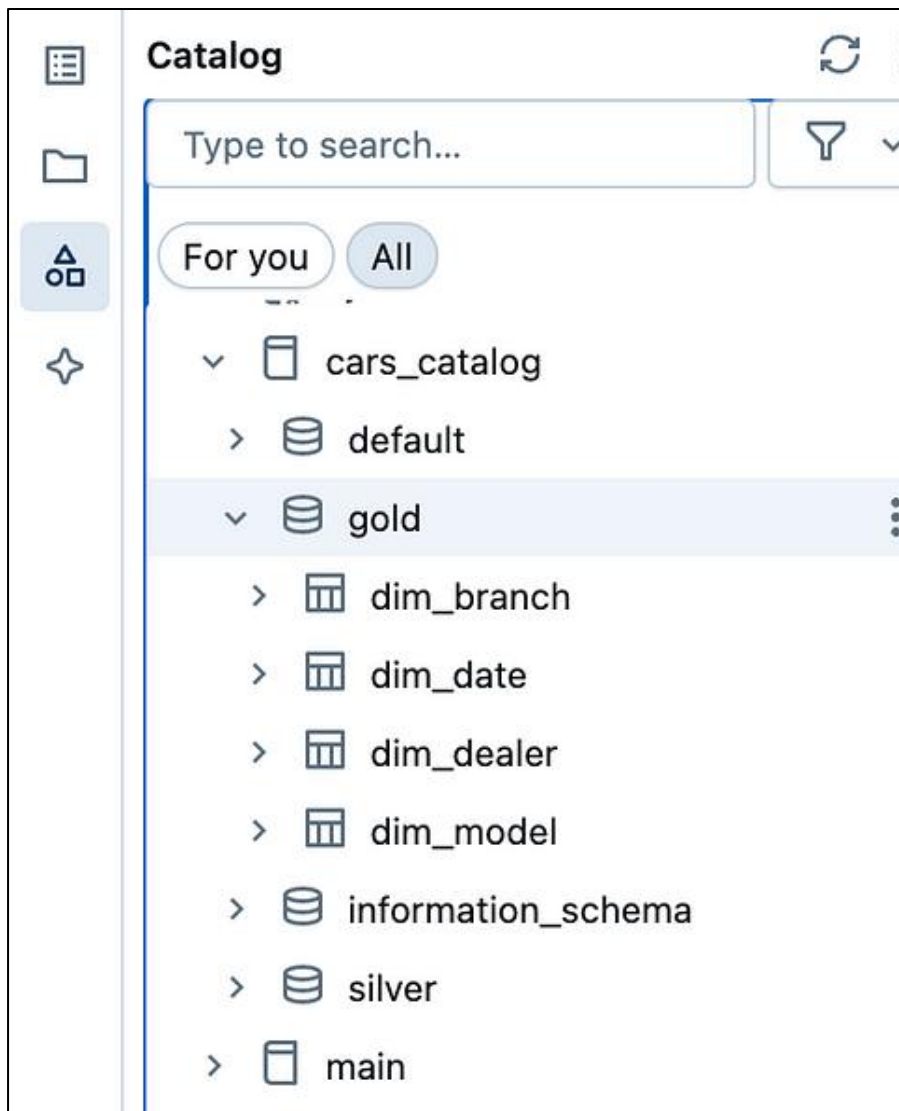 Catalog
Type to search...
For you All
cars_catalog
default
gold
dim_branch
dim_date
dim_dealer
dim_model
information_schema
silver
main